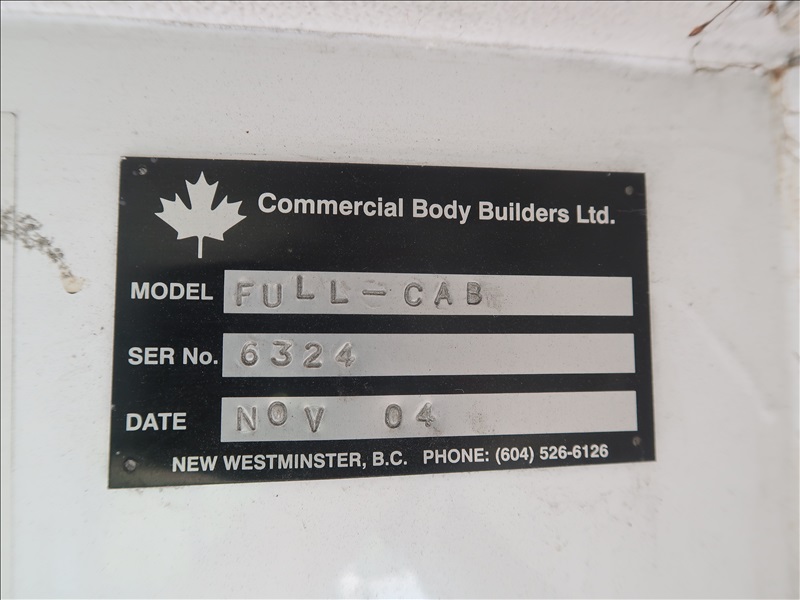 Commercial Body Builders Ltd.
MODEL FULL-CAB
SER No. 6324
DATE NOV 04
NEW WESTMINSTER, B.C. PHONE: (604) 526-6126